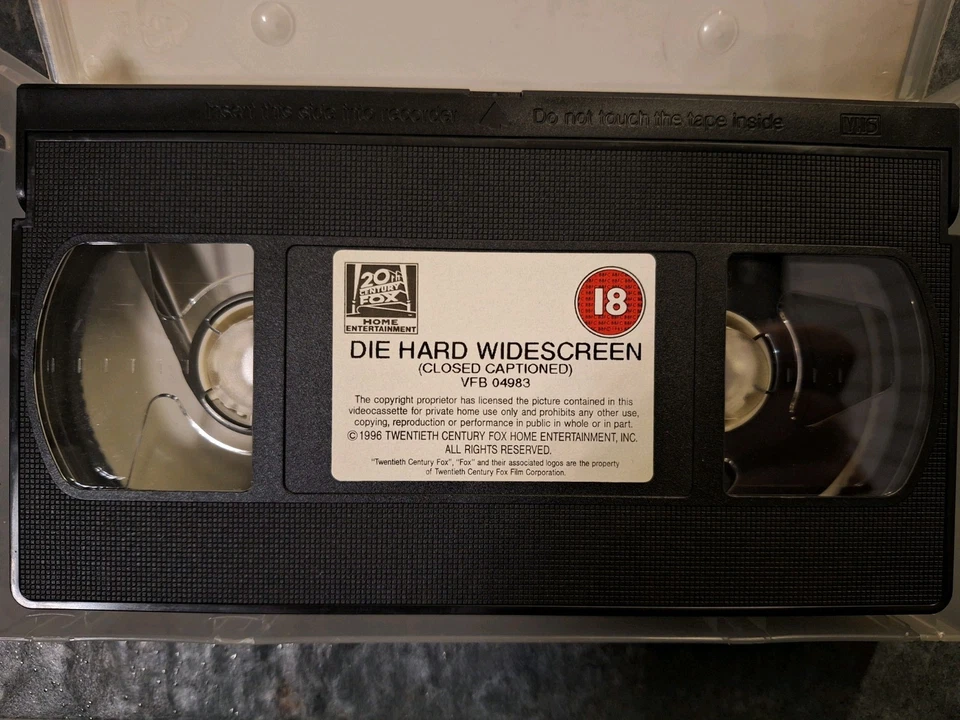 Insert this side into recorder / Do not touch the tape inside VHS
20TH
CENTURY
FOX
HOME
ENTERTAINMENT
18
DIE HARD WIDESCREEN
(CLOSED CAPTIONED)
VFB 04983
The copyright proprietor has licensed the picture contained in this
videocassette for private home use only and prohibits any other use,
copying, reproduction or performance in public in whole or in part.
© 1996 TWENTIETH CENTURY FOX HOME ENTERTAINMENT, INC.
ALL RIGHTS RESERVED.
"Twentieth Century Fox", "Fox" and their associated logos are the property
of Twentieth Century Fox Film Corporation.